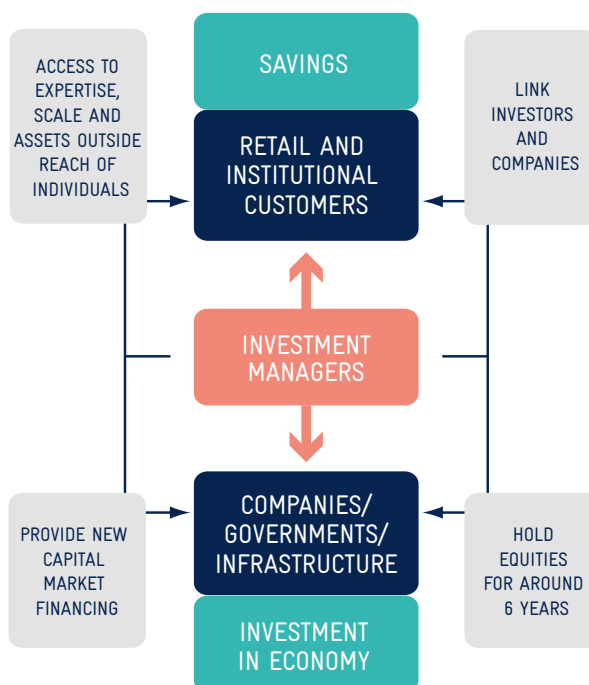 ACCESS TO
EXPERTISE,
SCALE AND
ASSETS OUTSIDE
REACH OF
INDIVIDUALS
SAVINGS
RETAIL AND
INSTITUTIONAL
CUSTOMERS
LINK
INVESTORS
AND
COMPANIES
INVESTMENT
MANAGERS
PROVIDE NEW
CAPITAL
MARKET
FINANCING
COMPANIES/
GOVERNMENTS/
INFRASTRUCTURE
INVESTMENT
IN ECONOMY
HOLD
EQUITIES
FOR AROUND
6 YEARS